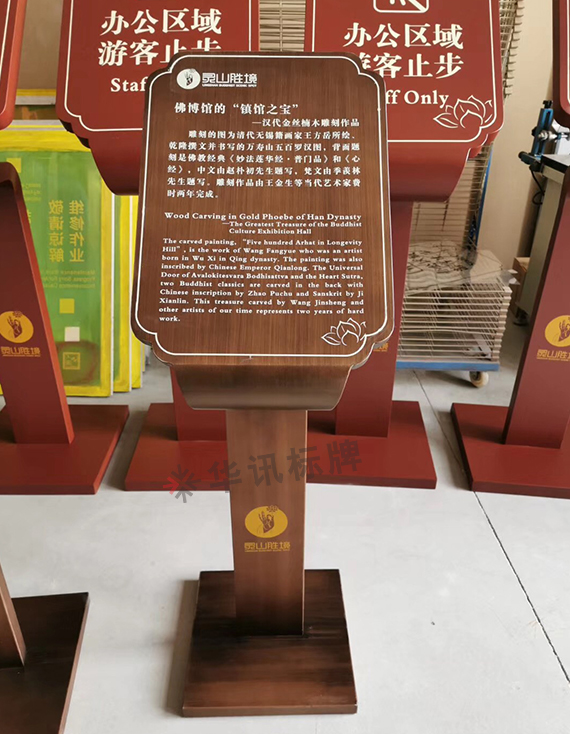 办公区域
游客止步
Staff
办公区域
游客止步
ff Only
灵山胜境
佛博馆的“镇馆之宝”
—汉代金丝楠木雕刻作品
雕刻的图为清代无锡籍画家王方岳所绘、
乾隆撰文并书写的万寿山五百罗汉图，背面题
刻是佛教经典《妙法莲华经·普门品》和《心
经》，中文由赵朴初先生题写，梵文由季羡林
先生题写。雕刻作品由王金生等当代艺术家费
时两年完成。
Wood Carving in Gold Phoebe of Han Dynasty
—The Greatest Treasure of the Buddhist
Culture Exhibition Hall
The carved painting, “Five hundred Arhat in Longevity
Hill”, is the work of Wang Fangyue who was an artist
born in Wu Xi in Qing dynasty. The painting was also
inscribed by Chinese Emperor Qianlong. The Universal
Door of Avalokitesvara Bodhisattva and the Heart Sutra,
two Buddhist classics are carved in the back with
Chinese inscription by Zhao Puchu and Sanskrit by Ji
Xianlin. This treasure carved by Wang Jinsheng and
other artists of our time represents two years of hard
work.
维修作业
敬请谅解
灵山胜境
灵山胜境
灵山胜境
华讯标牌